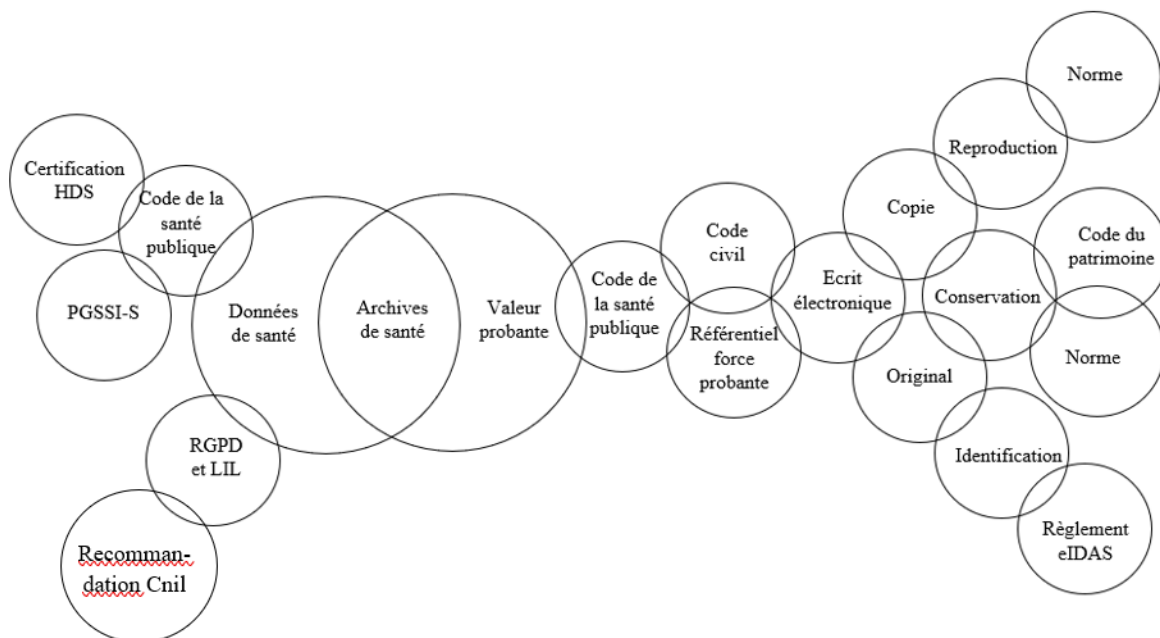 Certification
HDS
Code de la
santé
publique
PGSSI-S
Données
de santé
Archives
de santé
Valeur
probante
RGPD
et LIL
Recomman-
dation Cnil
Code de
la santé
publique
Code
civil
Référentiel
force
probante
Ecrit
électronique
Copie
Reproduction
Norme
Conservation
Code du
patrimoine
Norme
Original
Identification
Règlement
eIDAS